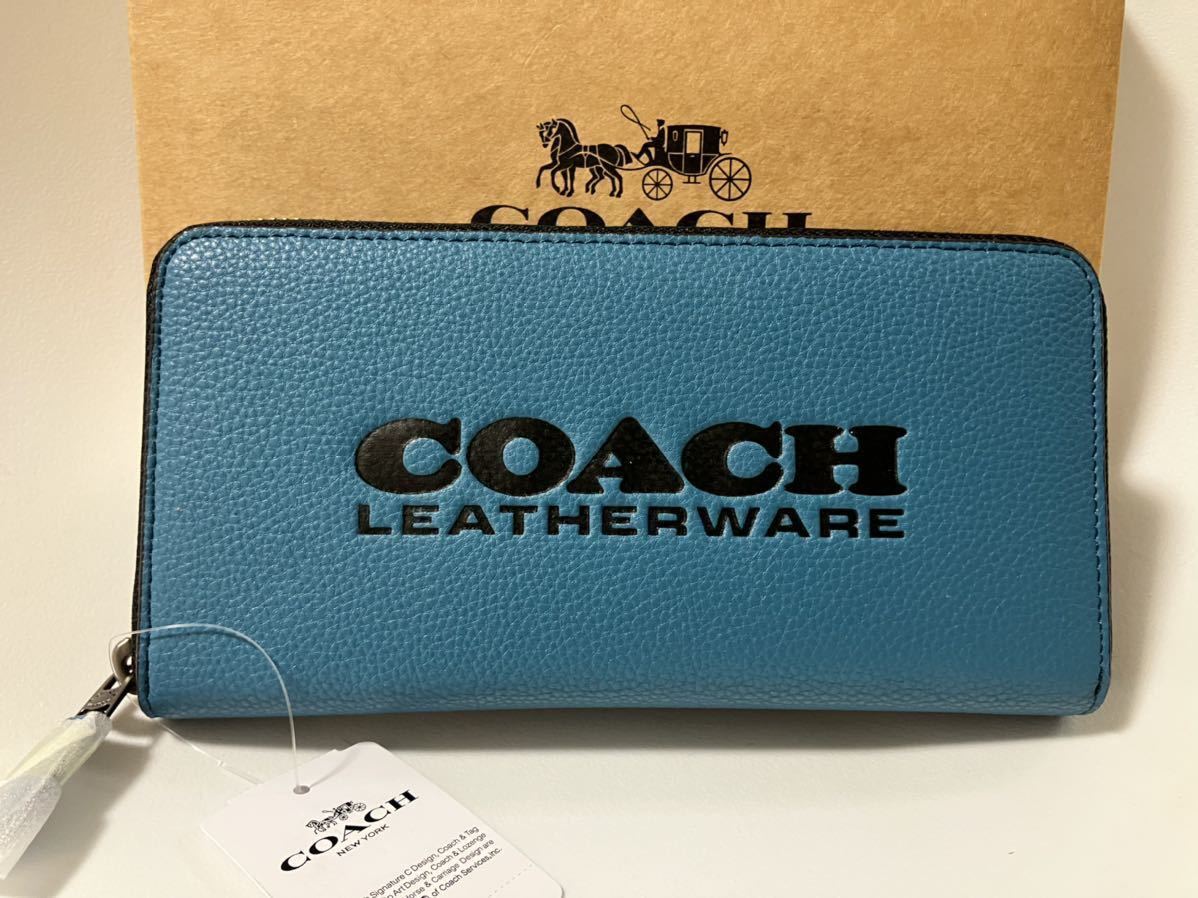 COACH
COACH
LEATHERWARE
COACH
NEW YORK
Signature C Design, Coach & Tag
Art Design, Coach & Lozenge
Horse & Carriage Design are
of Coach Services, Inc.